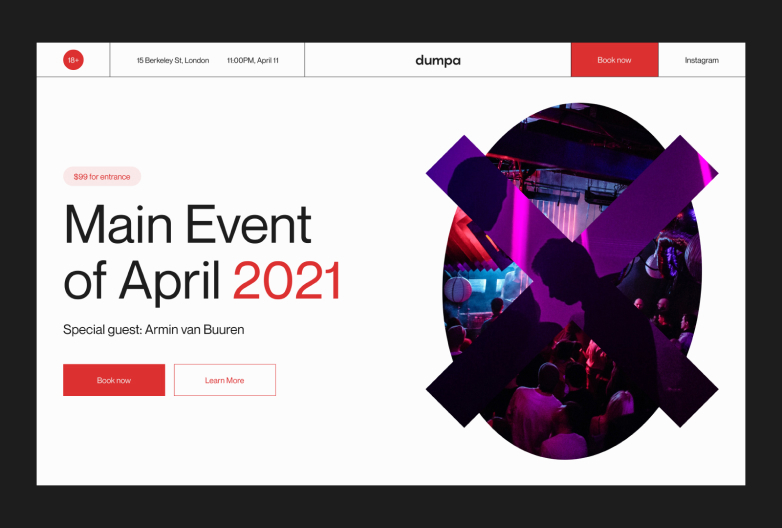 18+
15 Berkeley St, London
11:00PM, April 11
dumpa
Book now
Instagram
$99 for entrance
Main Event
of April 2021
Special guest: Armin van Buuren
Book now
Learn More